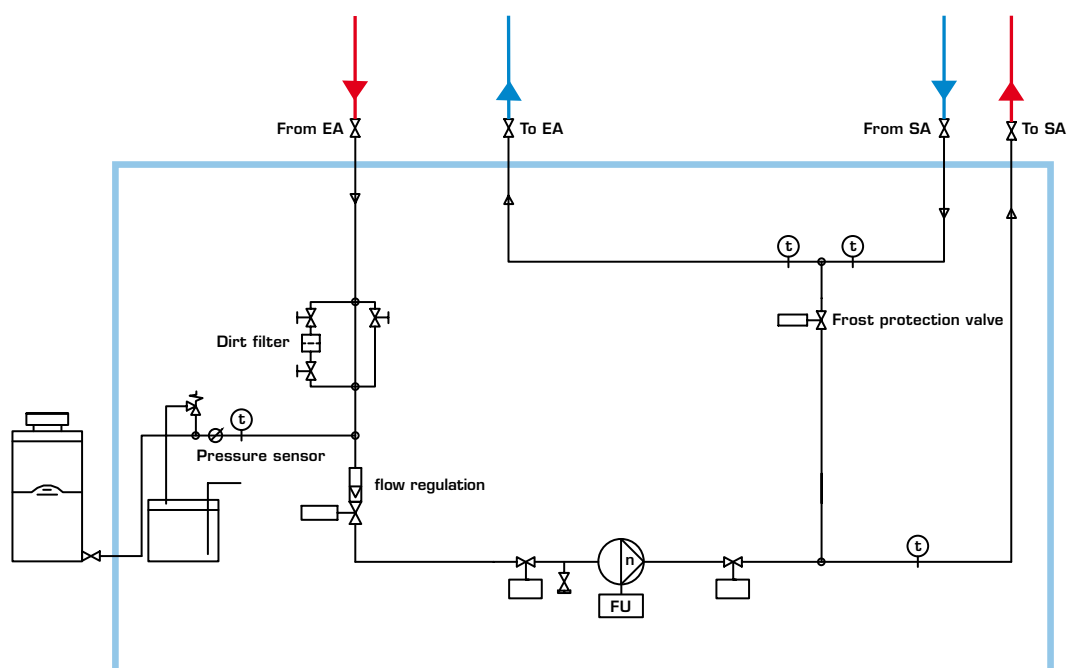 From EA
To EA
From SA
To SA
t
t
Frost protection valve
Dirt filter
t
Pressure sensor
flow regulation
n
t
FU